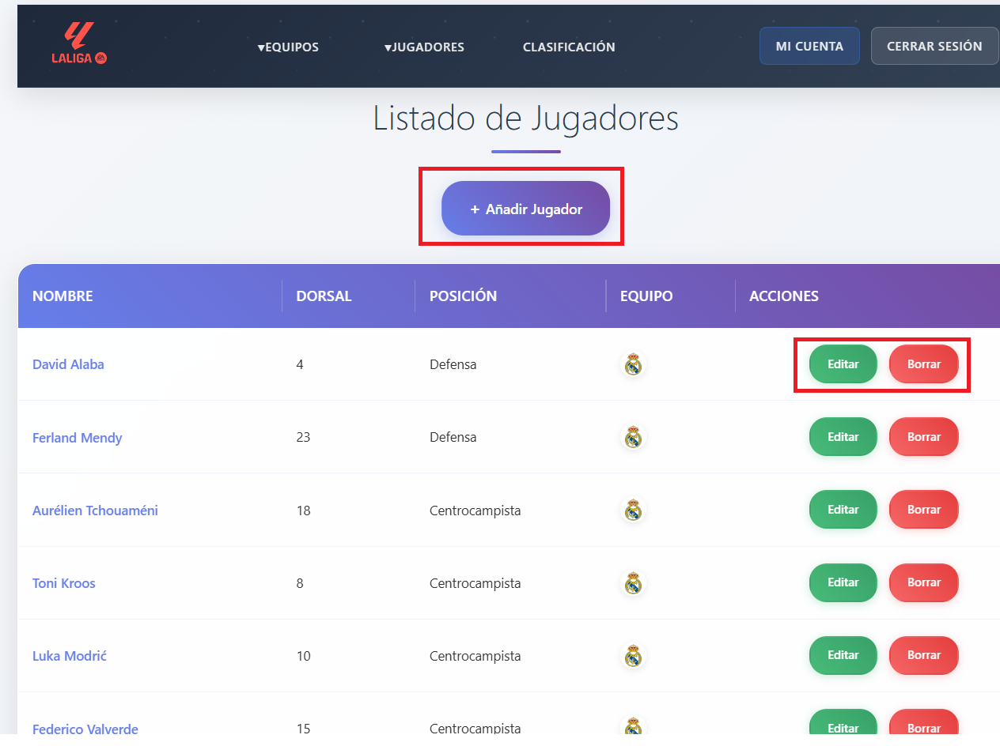 LALIGA
▼EQUIPOS ▼JUGADORES CLASIFICACIÓN MI CUENTA CERRAR SESIÓN
Listado de Jugadores
+ Añadir Jugador
NOMBRE DORSAL POSICIÓN EQUIPO ACCIONES
David Alaba 4 Defensa Editar Borrar
Ferland Mendy 23 Defensa Editar Borrar
Aurélien Tchouaméni 18 Centrocampista Editar Borrar
Toni Kroos 8 Centrocampista Editar Borrar
Luka Modrić 10 Centrocampista Editar Borrar
Federico Valverde 15 Centrocampista Editar Borrar